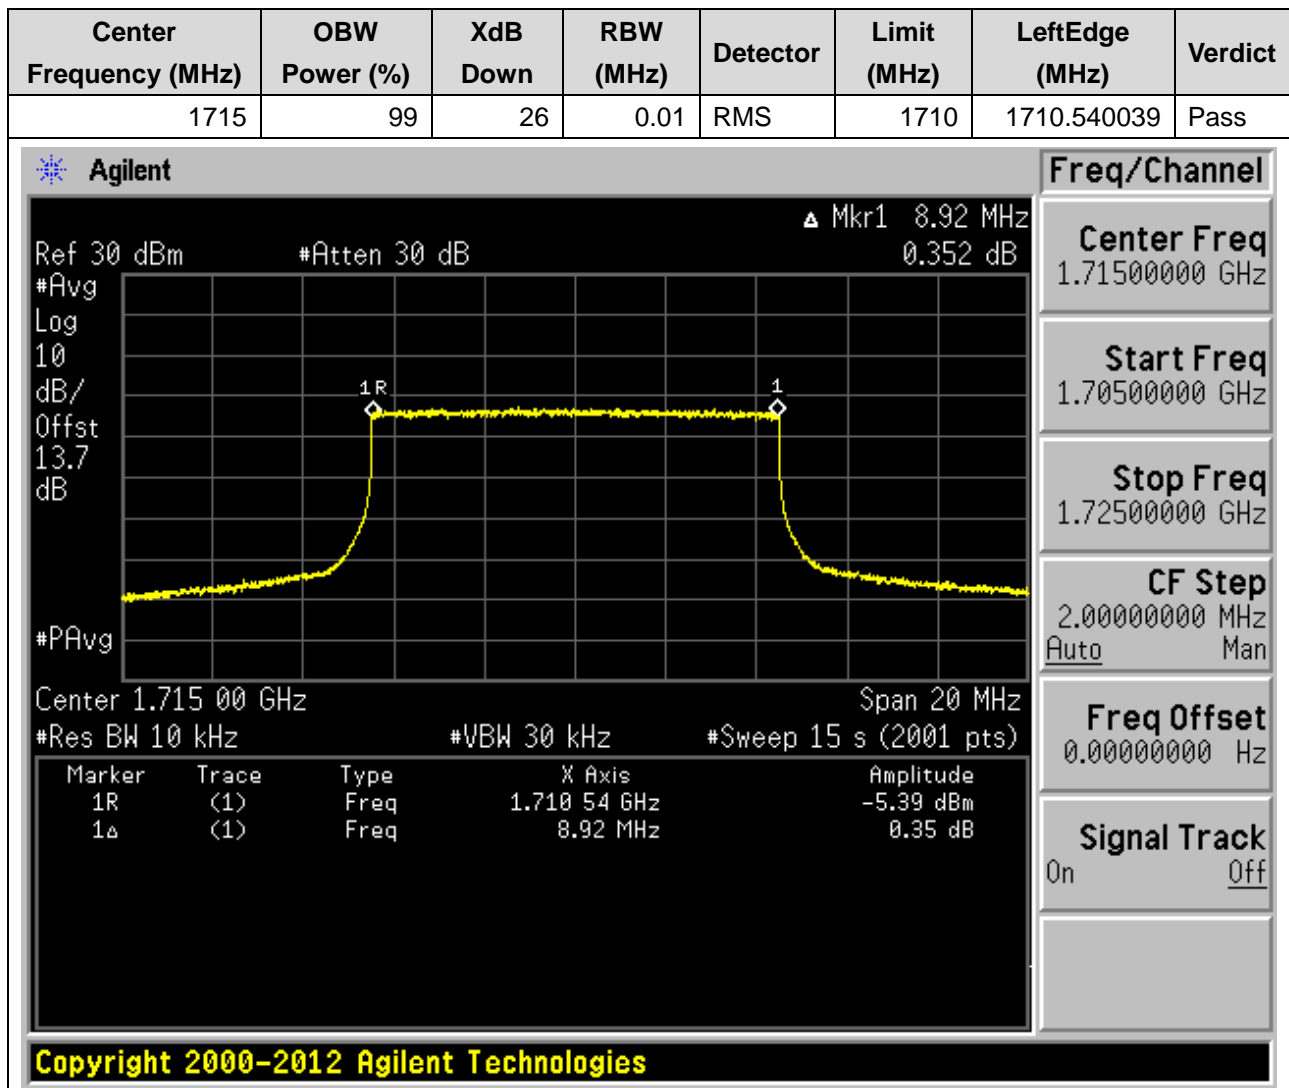 Center Frequency (MHz) OBW Power (%) XdB Down RBW (MHz) Detector Limit (MHz) LeftEdge (MHz) Verdict
1715 99 26 0.01 RMS 1710 1710.540039 Pass
Agilent
Freq/Channel
Δ Mkr1 8.92 MHz
Ref 30 dBm #Atten 30 dB 0.352 dB
#Avg
Log
10
dB/
Offst
13.7
dB
1R 1
#PAvg
Center 1.715 00 GHz Span 20 MHz
#Res BW 10 kHz #VBW 30 kHz #Sweep 15 s (2001 pts)
Marker Trace Type X Axis Amplitude
1R (1) Freq 1.710 54 GHz -5.39 dBm
1Δ (1) Freq 8.92 MHz 0.35 dB
Center Freq
1.71500000 GHz
Start Freq
1.70500000 GHz
Stop Freq
1.72500000 GHz
CF Step
2.00000000 MHz
Auto Man
Freq Offset
0.00000000 Hz
Signal Track
On Off
Copyright 2000-2012 Agilent Technologies